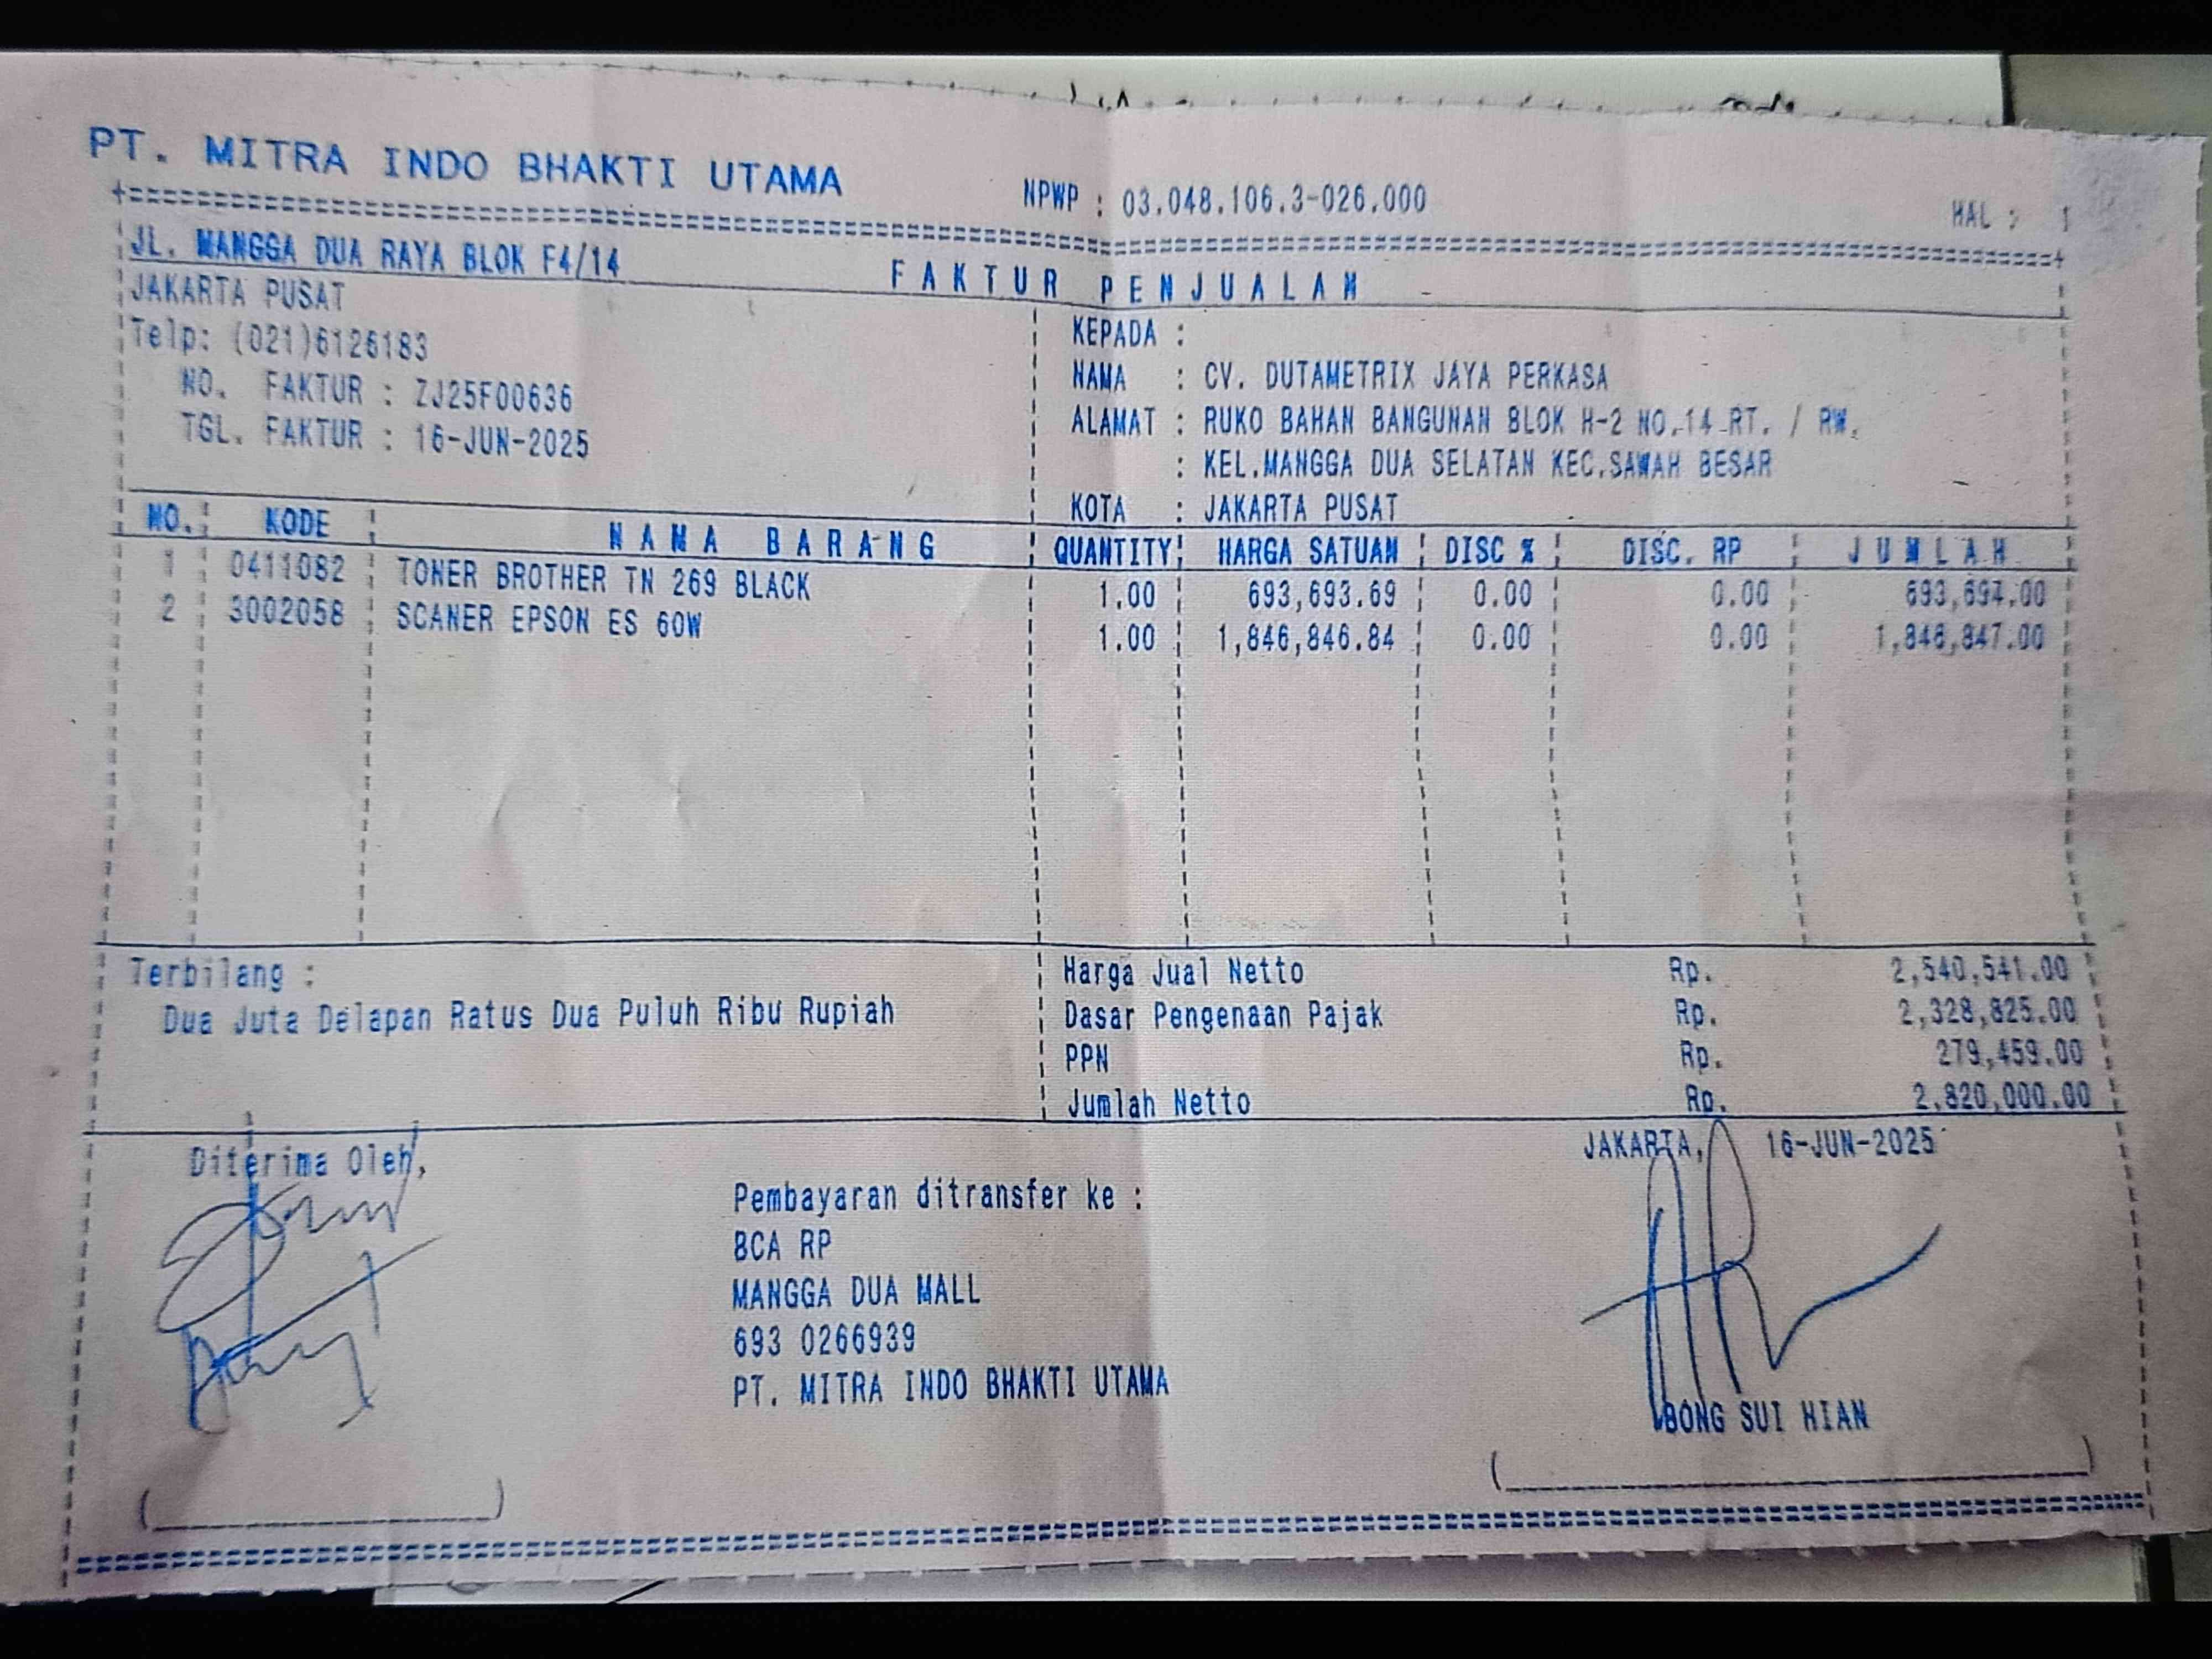 PT. MITRA INDO BHAKTI UTAMA
NPWP : 03.048.106.3-026.000
HAL : 1
JL. MANGGA DUA RAYA BLOK F4/14
JAKARTA PUSAT
Telp: (021)6126183
NO. FAKTUR : ZJ25F00636
TGL. FAKTUR : 16-JUN-2025
FAKTUR PENJUALAN
KEPADA :
NAMA : CV. DUTAMETRIX JAYA PERKASA
ALAMAT : RUKO BAHAN BANGUNAN BLOK H-2 NO.14 RT. / RW.
: KEL.MANGGA DUA SELATAN KEC.SAWAH BESAR
KOTA : JAKARTA PUSAT
NO. KODE NAMA BARANG QUANTITY HARGA SATUAN DISC % DISC. RP JUMLAH
1 0411082 TONER BROTHER TN 269 BLACK 1.00 693,693.69 0.00 0.00 693,694.00
2 3002058 SCANER EPSON ES 60W 1.00 1,846,846.84 0.00 0.00 1,846,847.00
Terbilang :
Dua Juta Delapan Ratus Dua Puluh Ribu Rupiah
Harga Jual Netto Rp. 2,540,541.00
Dasar Pengenaan Pajak Rp. 2,328,825.00
PPN Rp. 279,459.00
Jumlah Netto Rp. 2,820,000.00
Diterima Oleh,
Pembayaran ditransfer ke :
BCA RP
MANGGA DUA MALL
693 0266939
PT. MITRA INDO BHAKTI UTAMA
JAKARTA, 16-JUN-2025
BONG SUI HIAN